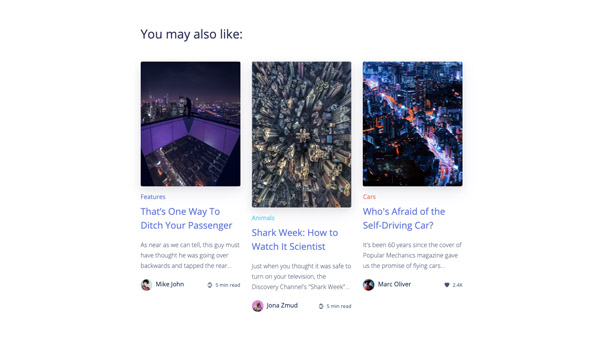 You may also like:
Features
That's One Way To
Ditch Your Passenger
As near as we can tell, this guy must
have thought he was going over
backwards and tapped the rear...
Mike John
5 min read
Animals
Shark Week: How to
Watch It Scientist
Just when you thought it was safe to
turn on your television, the
Discovery Channel's "Shark Week"...
Jona Zmud
5 min read
Cars
Who's Afraid of the
Self-Driving Car?
It's been 60 years since the cover of
Popular Mechanics magazine gave
us the promise of flying cars...
Marc Oliver
2.4K